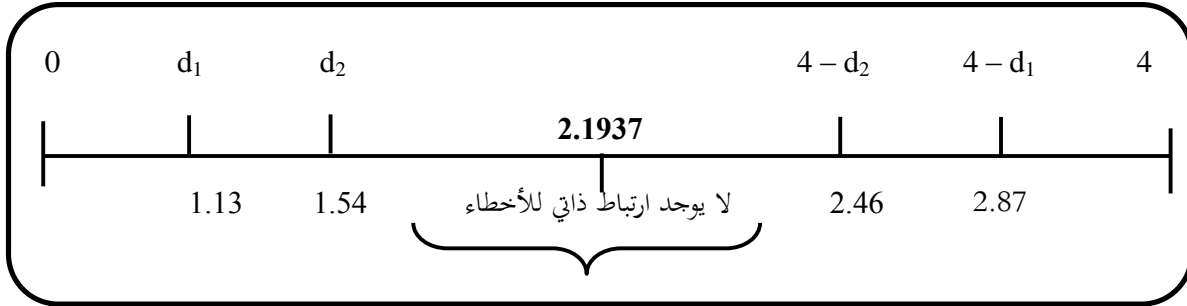 0 d₁ d₂ 4 – d₂ 4 – d₁ 4
2.1937
1.13 1.54 لا يوجد ارتباط ذاتي للأخطاء 2.46 2.87